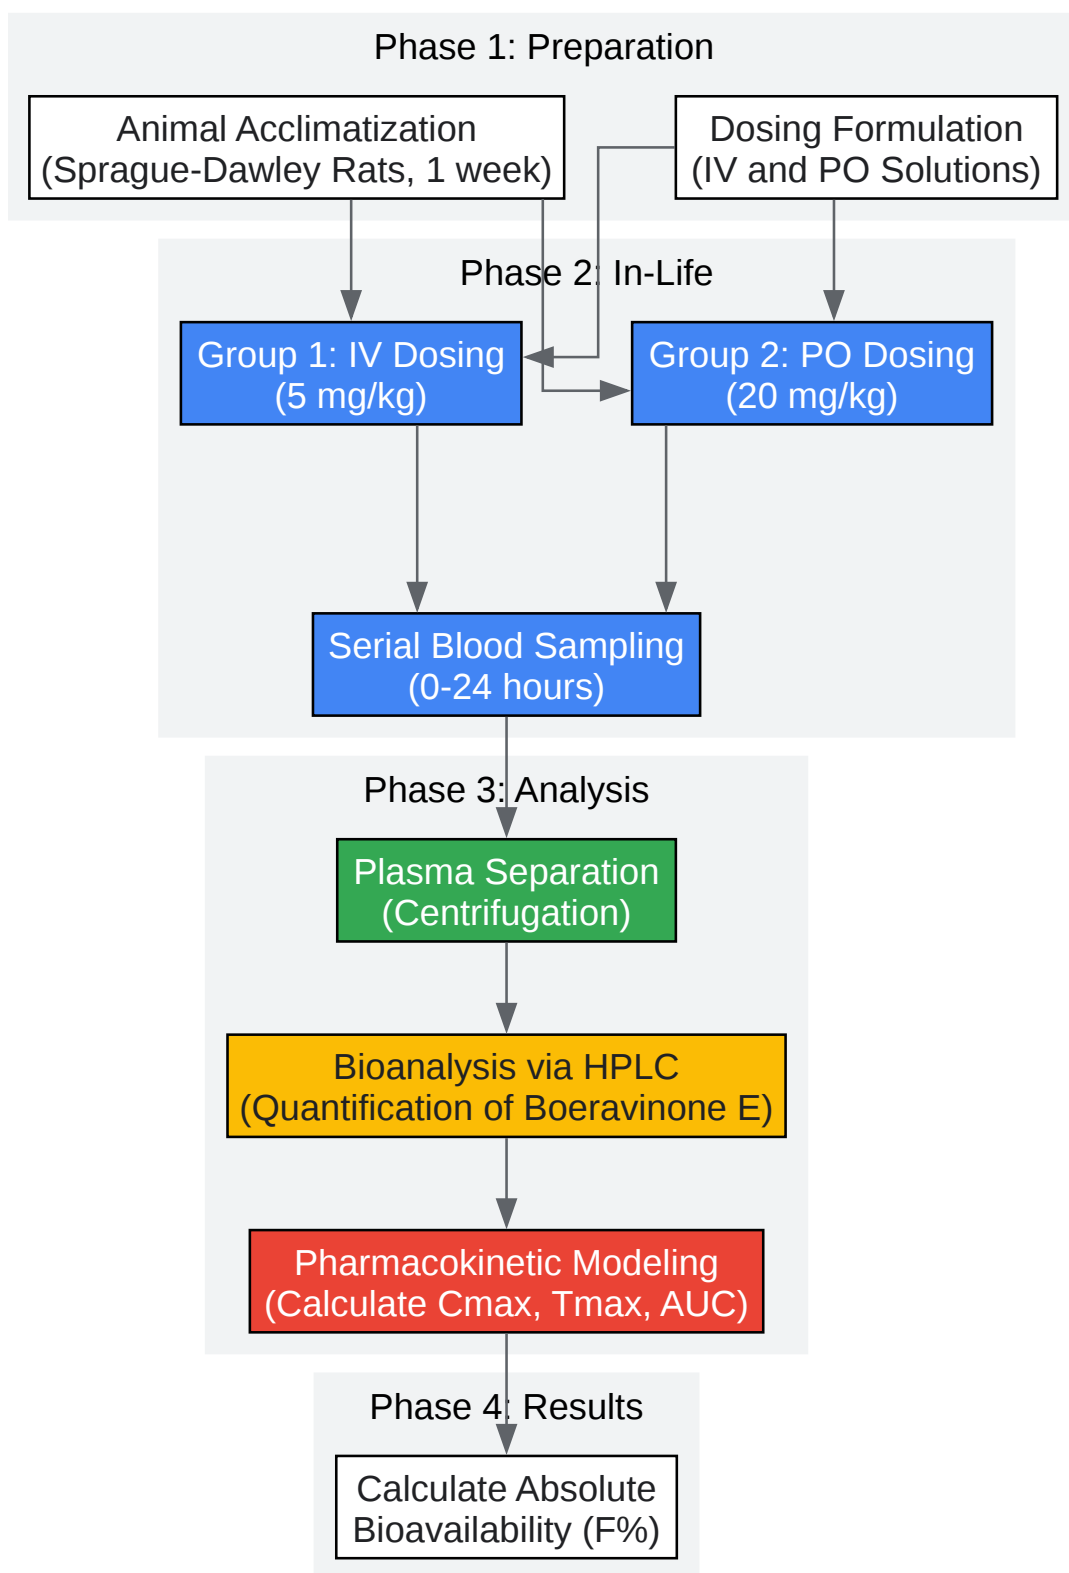 Phase 1: Preparation
Animal Acclimatization
(Sprague-Dawley Rats, 1 week)
Dosing Formulation
(IV and PO Solutions)
Phase 2: In-Life
Group 1: IV Dosing
(5 mg/kg)
Group 2: PO Dosing
(20 mg/kg)
Serial Blood Sampling
(0-24 hours)
Phase 3: Analysis
Plasma Separation
(Centrifugation)
Bioanalysis via HPLC
(Quantification of Boeravinone E)
Pharmacokinetic Modeling
(Calculate Cmax, Tmax, AUC)
Phase 4: Results
Calculate Absolute
Bioavailability (F%)